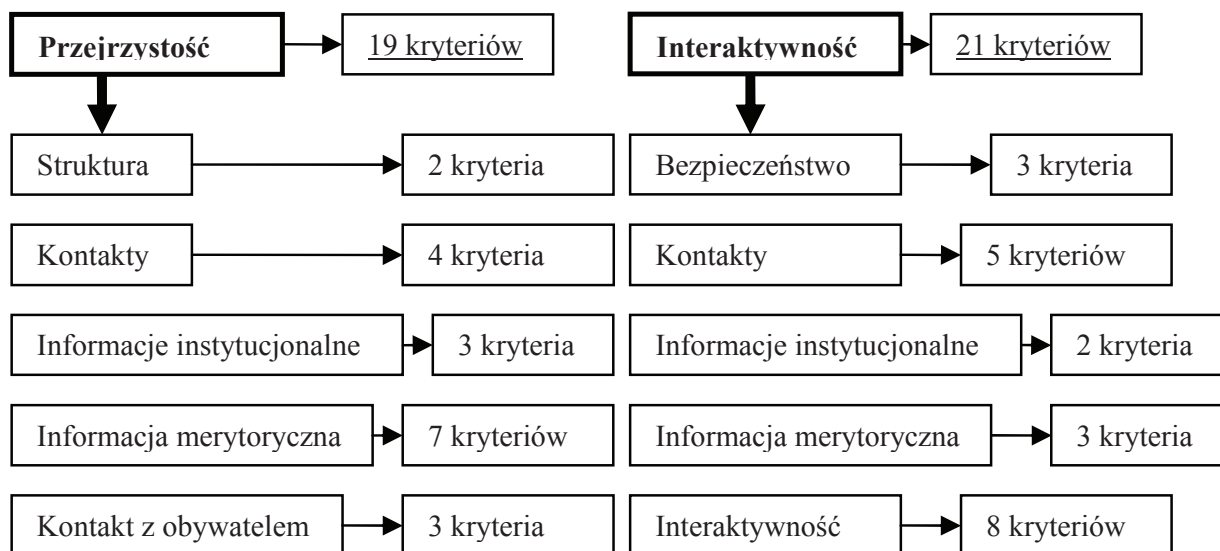 Przejrzystość
19 kryteriów
Struktura
2 kryteria
Kontakty
4 kryteria
Informacje instytucjonalne
3 kryteria
Informacja merytoryczna
7 kryteriów
Kontakt z obywatelem
3 kryteria
Interaktywność
21 kryteriów
Bezpieczeństwo
3 kryteria
Kontakty
5 kryteriów
Informacje instytucjonalne
2 kryteria
Informacja merytoryczna
3 kryteria
Interaktywność
8 kryteriów